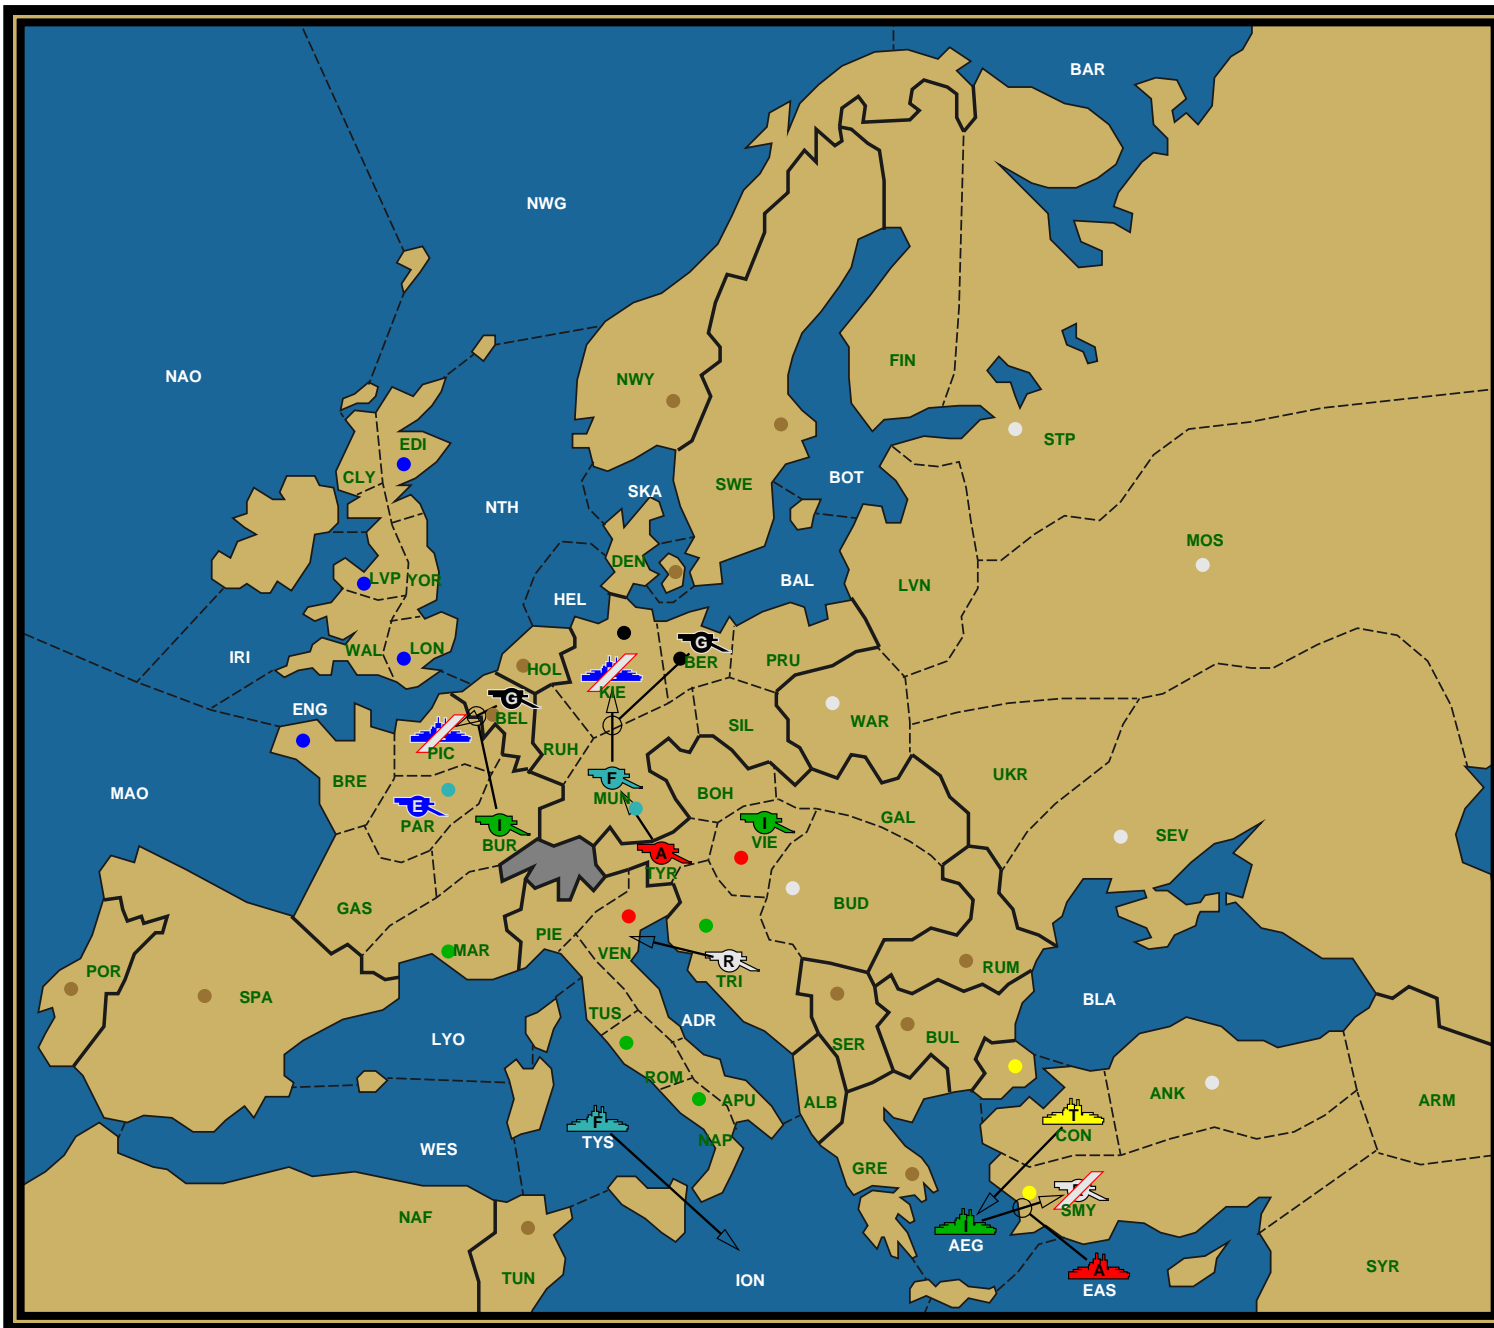 BAR
NWG
NAO
NWY
FIN
EDI
STP
CLY
SKA
BOT
SWE
NTH
MOS
DEN
LVP
YOR
BAL
LVN
HEL
IRI
WAL
LON
HOL
G
BER
PRU
KIE
ENG
G
BEL
WAR
PIC
RUH
SIL
UKR
MAO
BRE
F
MUN
BOH
E
PAR
GAL
SEV
I
BUR
I
VIE
A
TYR
GAS
BUD
PIE
MAR
VEN
R
TRI
RUM
POR
SPA
BLA
TUS
ADR
LYO
SER
BUL
ROM
APU
ALB
ANK
ARM
F
TYS
T
CON
WES
NAP
GRE
SMY
NAF
I
AEG
A
EAS
SYR
TUN
ION